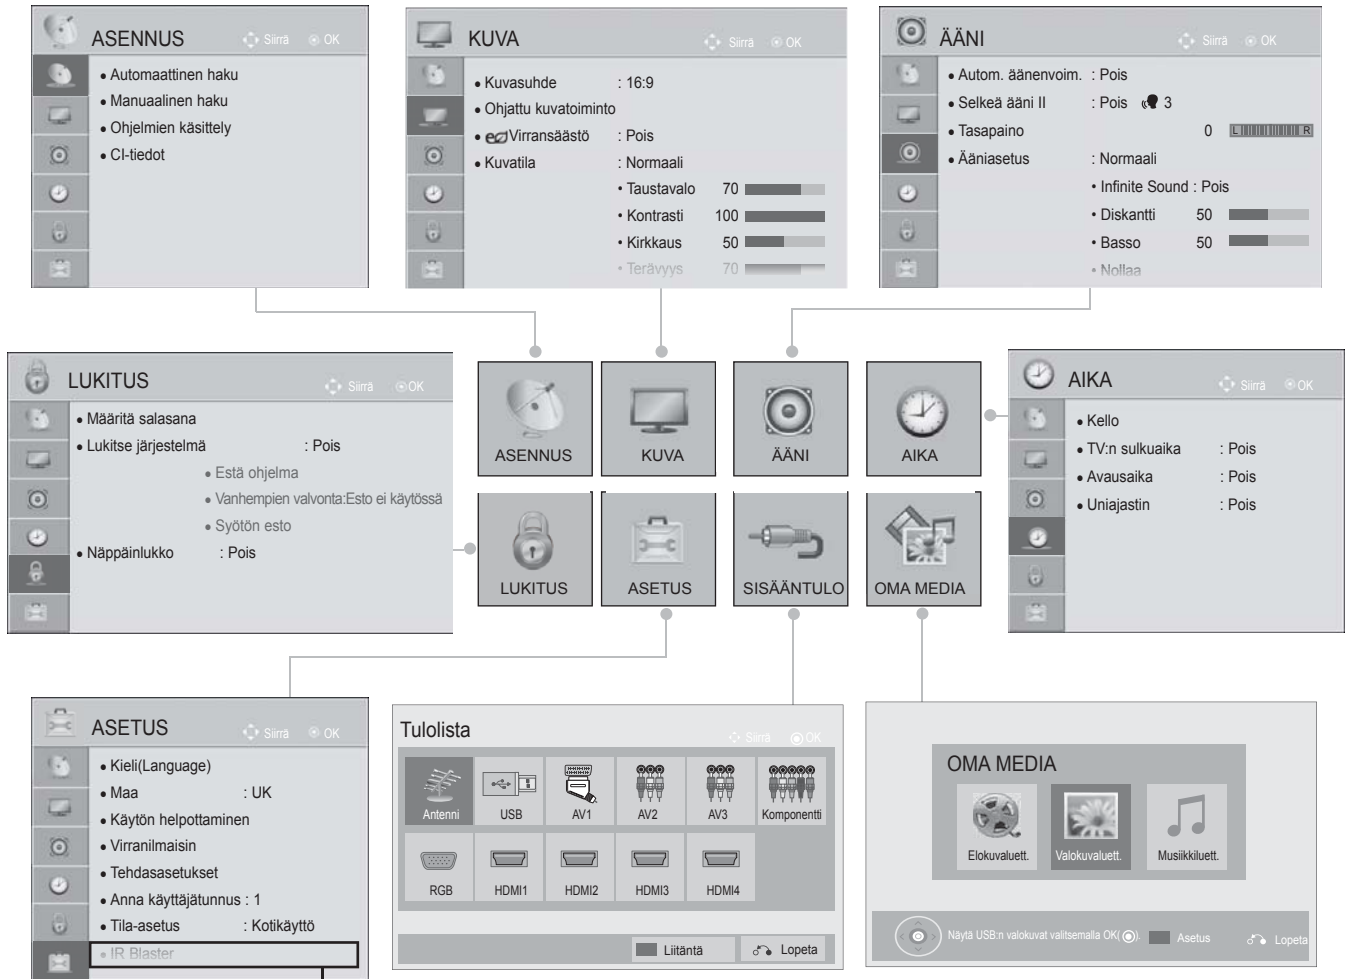 ASENNUS
Siirrä OK
• Automaattinen haku
• Manuaalinen haku
• Ohjelmien käsittely
• CI-tiedot
KUVA
Siirrä OK
• Kuvasuhde : 16:9
• Ohjattu kuvatoiminto
• Virransäästö : Pois
• Kuvatila : Normaali
• Taustavalo 70
• Kontrasti 100
• Kirkkaus 50
• Terävyys 70
ÄÄNI
Siirrä OK
• Autom. äänenvoim. : Pois
• Selkeä ääni II : Pois 3
• Tasapaino 0 L R
• Ääniasetus : Normaali
• Infinite Sound : Pois
• Diskantti 50
• Basso 50
• Nollaa
LUKITUS
Siirrä OK
• Määritä salasana
• Lukitse järjestelmä : Pois
• Estä ohjelma
• Vanhempien valvonta:Esto ei käytössä
• Syötön esto
• Näppäinlukko : Pois
ASENNUS
KUVA
ÄÄNI
AIKA
LUKITUS
ASETUS
SISÄÄNTULO
OMA MEDIA
AIKA
Siirrä OK
• Kello
• TV:n sulkuaika : Pois
• Avausaika : Pois
• Uniajastin : Pois
ASETUS
Siirrä OK
• Kieli(Language)
• Maa : UK
• Käytön helpottaminen
• Virranilmaisin
• Tehdasasetukset
• Anna käyttäjätunnus : 1
• Tila-asetus : Kotikäyttö
• IR Blaster
Tulolista
Siirrä OK
Antenni USB AV1 AV2 AV3 Komponentti
RGB HDMI1 HDMI2 HDMI3 HDMI4
Liitäntä Lopeta
OMA MEDIA
Elokuvaluett. Valokuvaluett. Musiikkiluett.
Näytä USB:n valokuvat valitsemalla OK( ). Asetus Lopeta